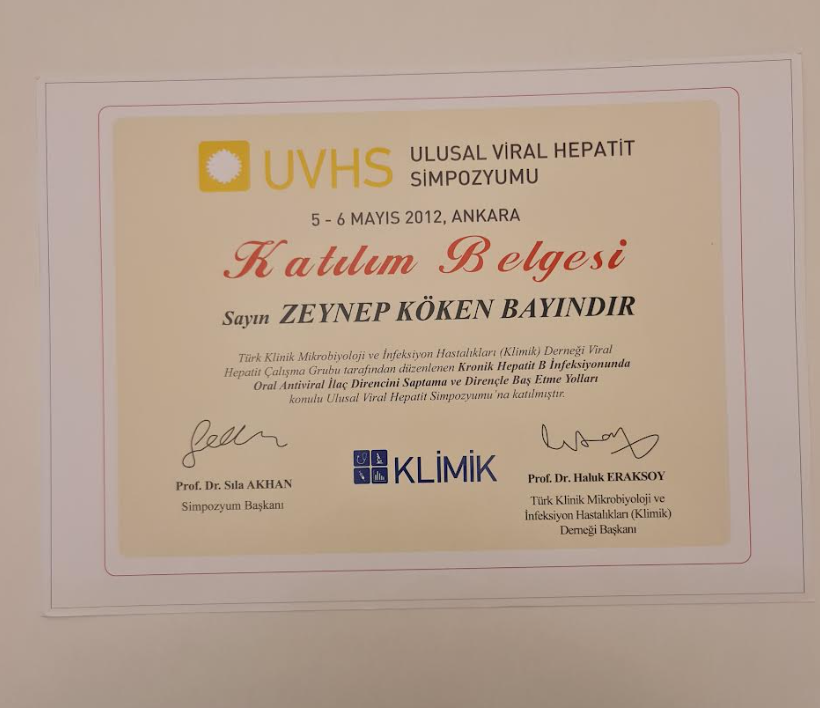 UVHS
ULUSAL VİRAL HEPATİT
SİMPOZYUMU
5 - 6 MAYIS 2012, ANKARA
Katılım Belgesi
Sayın ZEYNEP KÖKEN BAYINDIR
Türk Klinik Mikrobiyoloji ve İnfeksiyon Hastalıkları (Klimik) Derneği Viral
Hepatit Çalışma Grubu tarafından düzenlenen Kronik Hepatit B İnfeksiyonunda
Oral Antiviral İlaç Direncini Saptama ve Dirençle Baş Etme Yolları
konulu Ulusal Viral Hepatit Simpozyumu`na katılmıştır.
Prof. Dr. Sıla AKHAN
Simpozyum Başkanı
KLİMİK
Prof. Dr. Haluk ERAKSOY
Türk Klinik Mikrobiyoloji ve
İnfeksiyon Hastalıkları (Klimik)
Derneği Başkanı